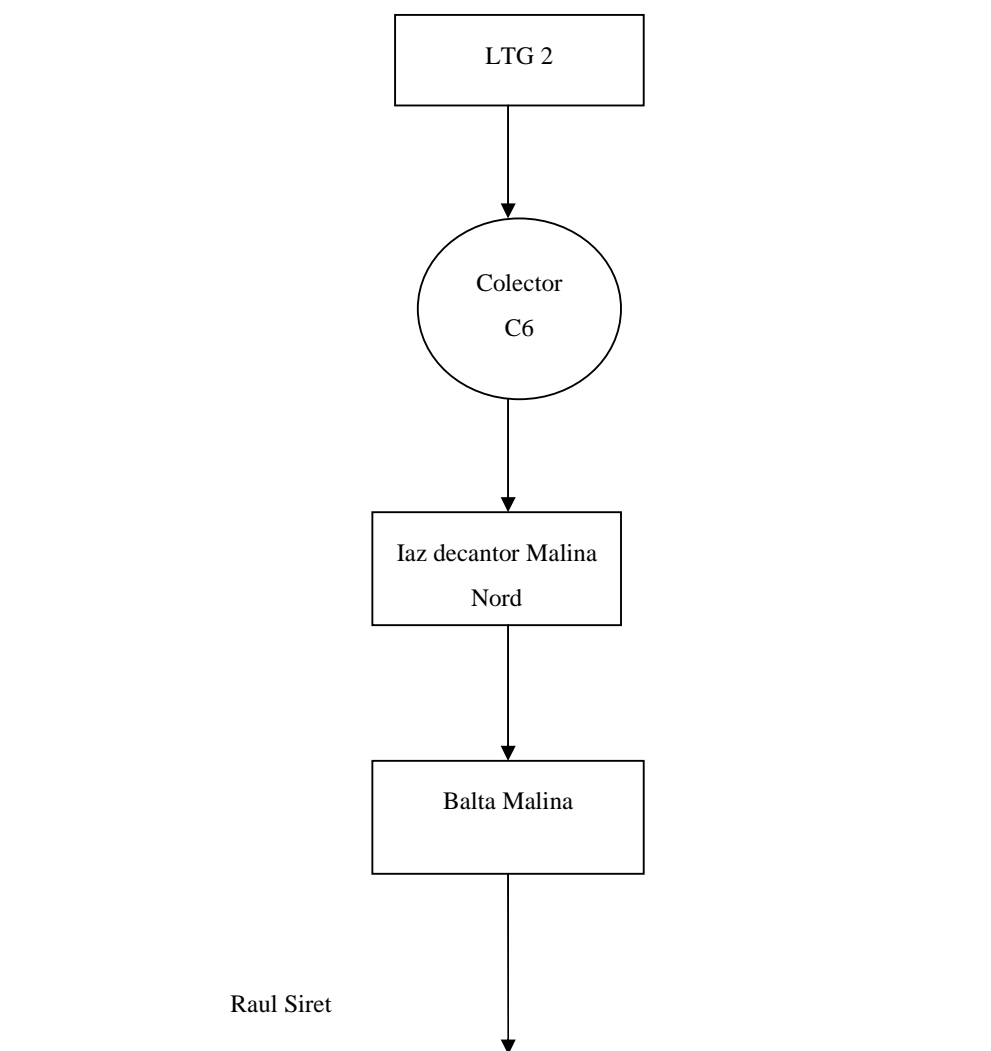 LTG 2
Colector
C6
Iaz decantor Malina
Nord
Balta Malina
Raul Siret